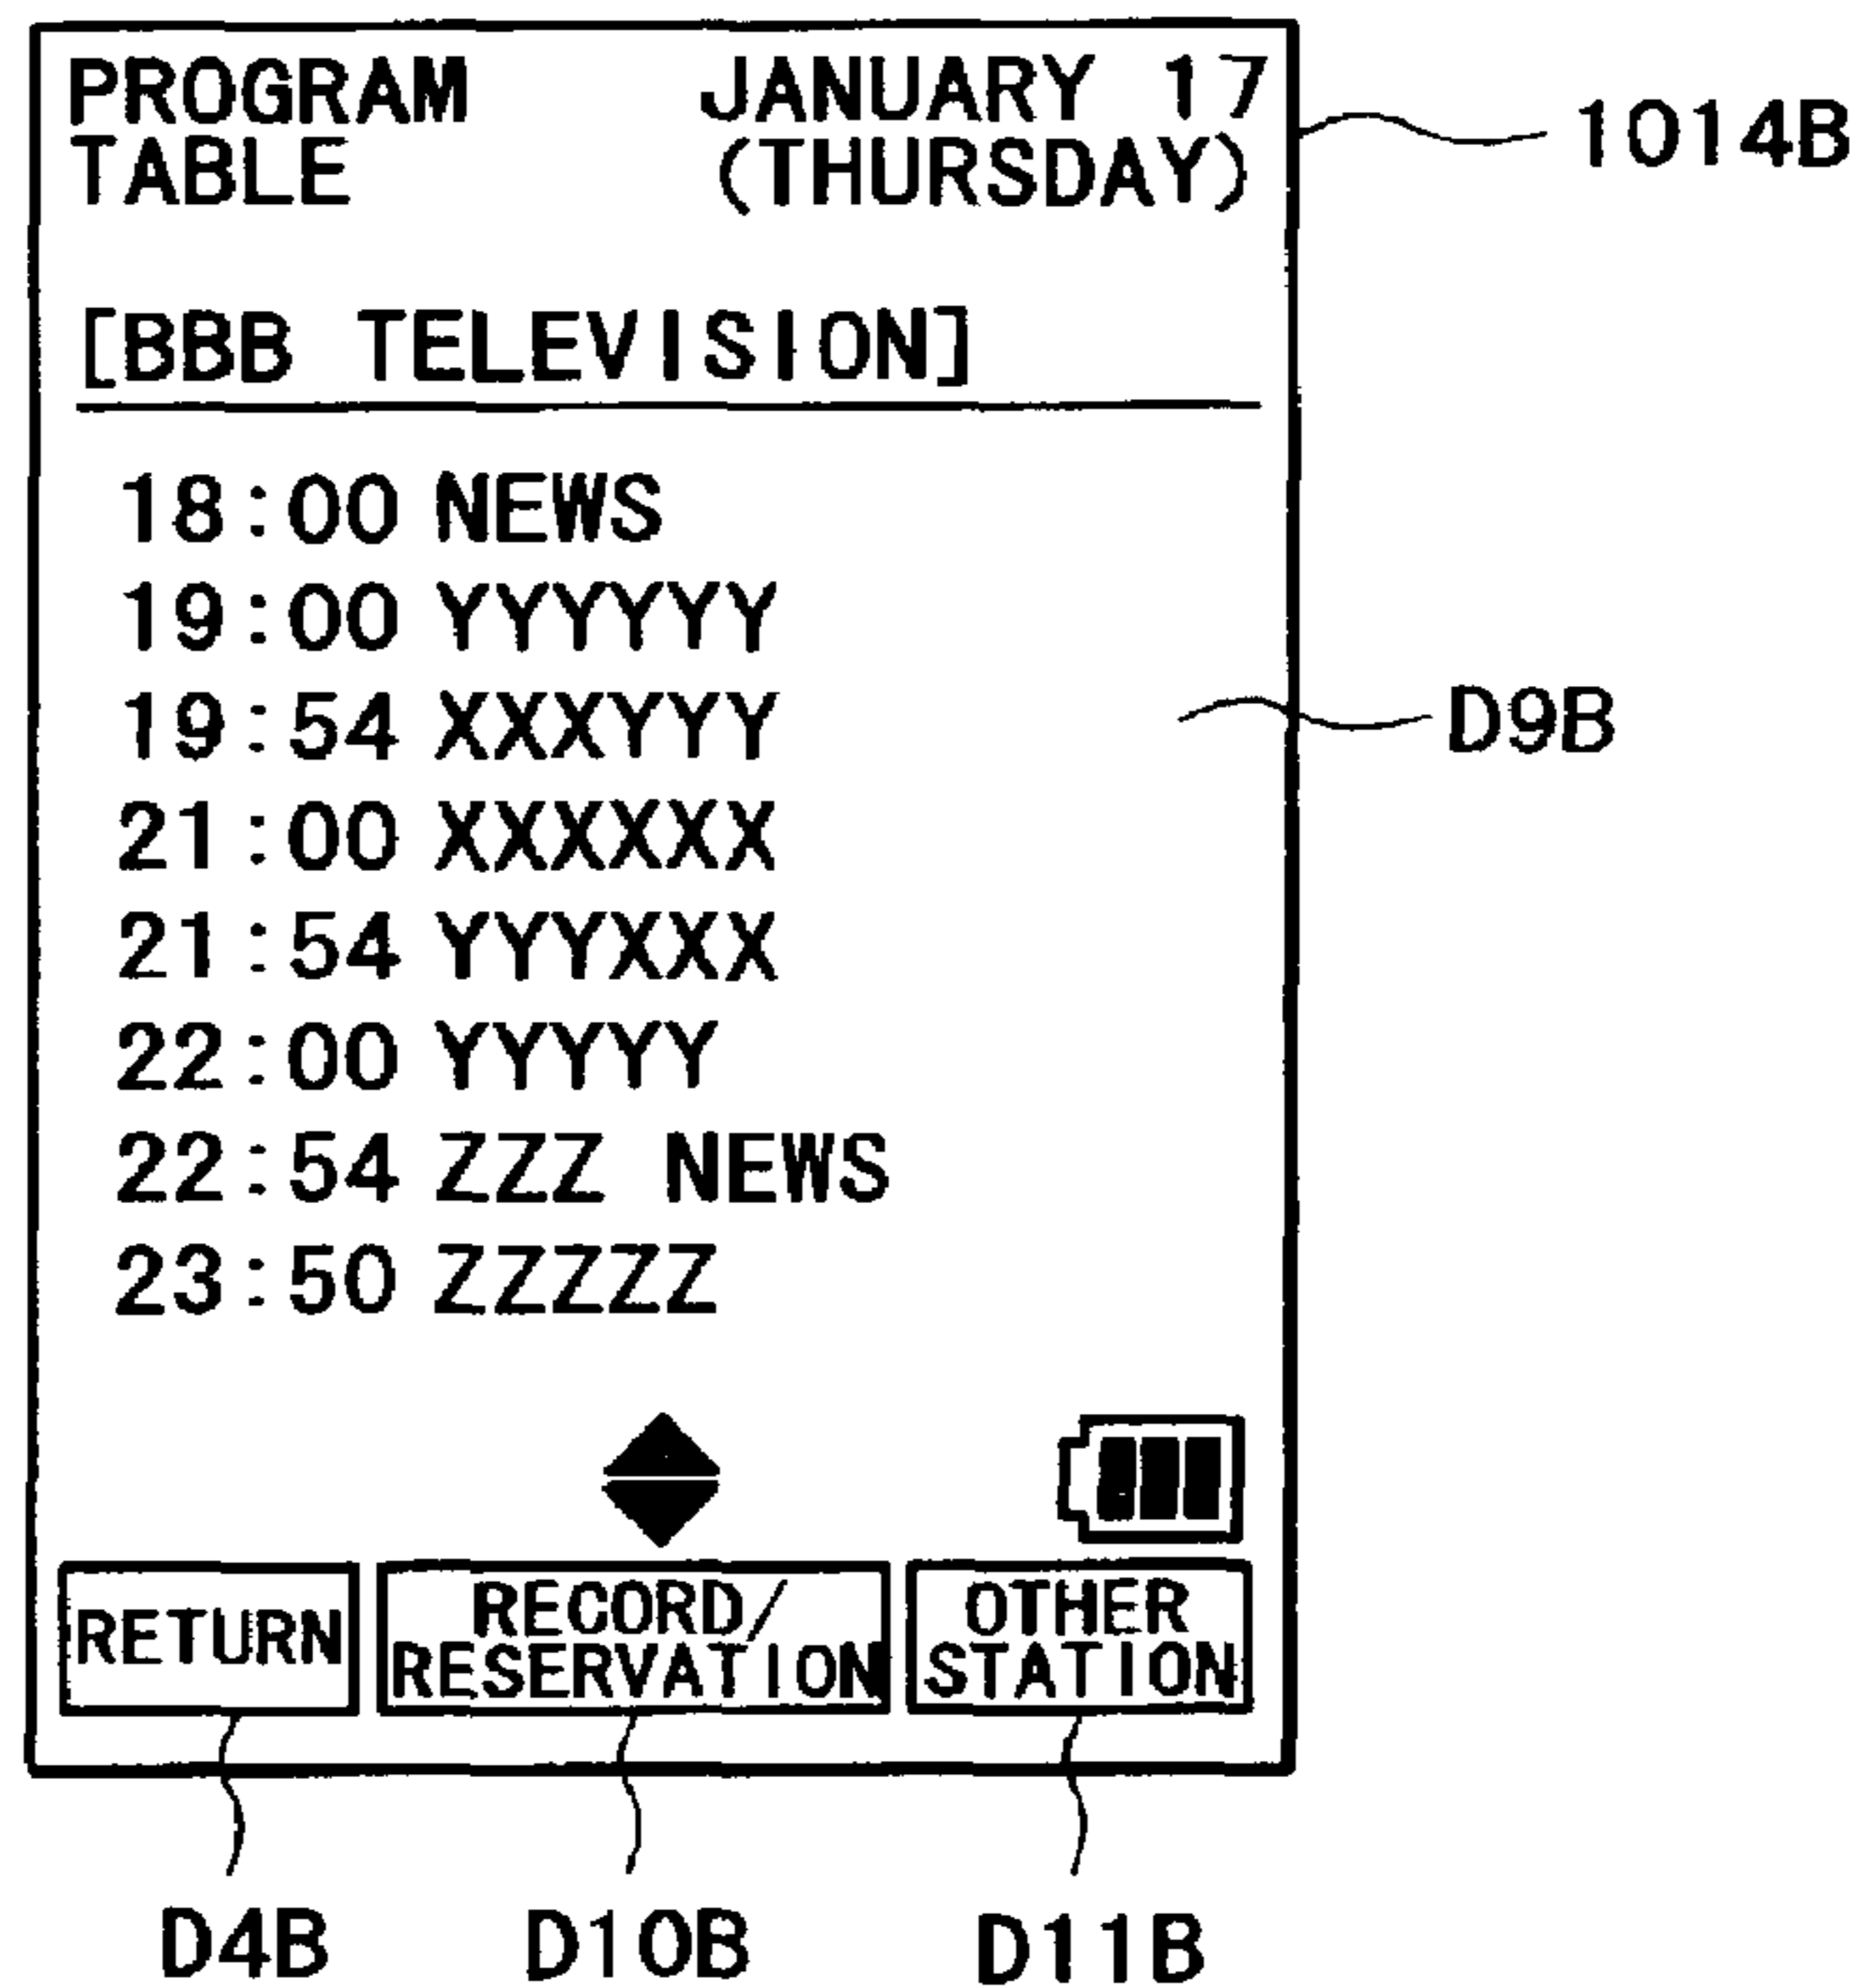 PROGRAM JANUARY 17
TABLE (THURSDAY)
1014B
[BBB TELEVISION]
18:00 NEWS
19:00 YYYYYY
19:54 XXXYYY
D9B
21:00 XXXXXX
21:54 YYYXXX
22:00 YYYYY
22:54 ZZZ NEWS
23:50 ZZZZZ
RETURN
RECORD/
RESERVATION
OTHER
STATION
D4B D10B D11B